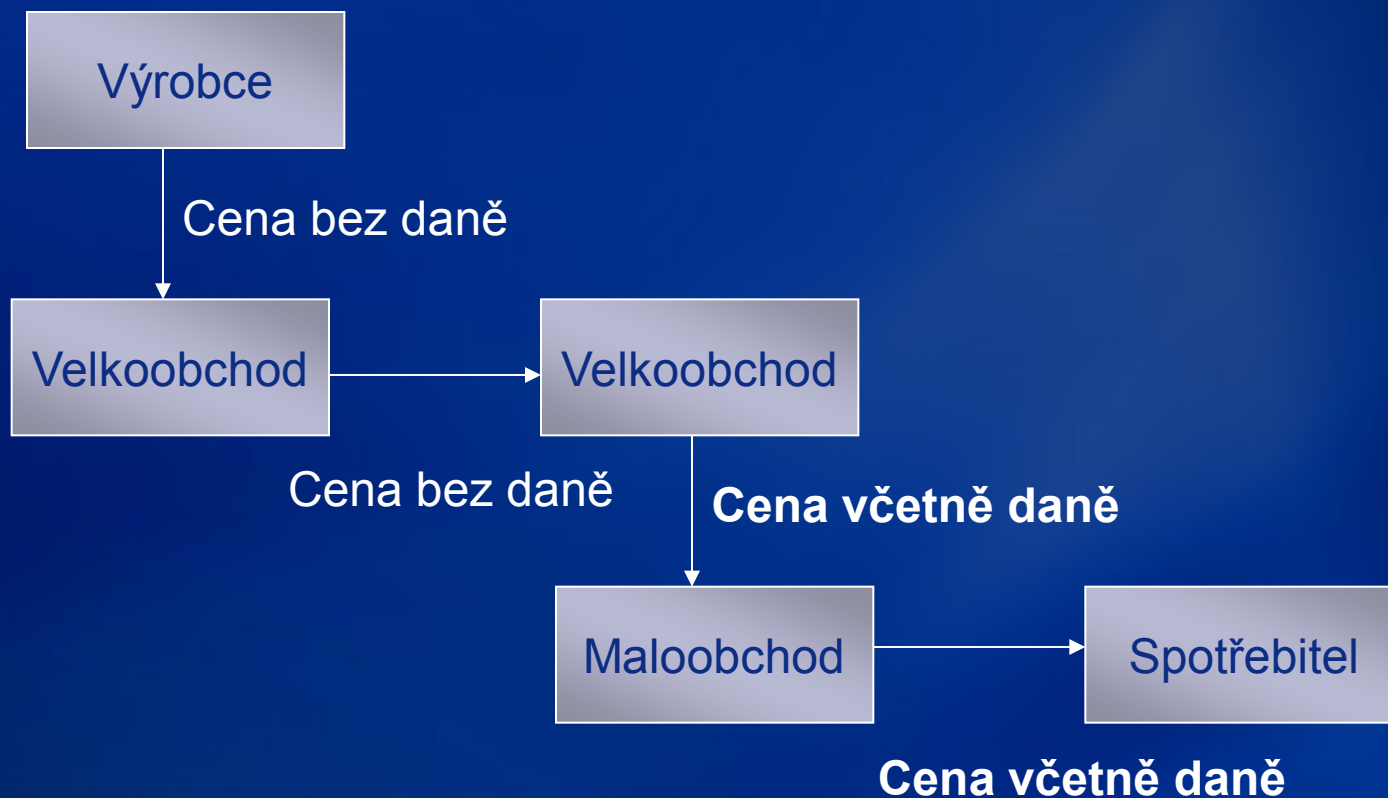 Výrobce
Cena bez daně
Velkoobchod
Velkoobchod
Cena bez daně
Cena včetně daně
Maloobchod
Spotřebitel
Cena včetně daně